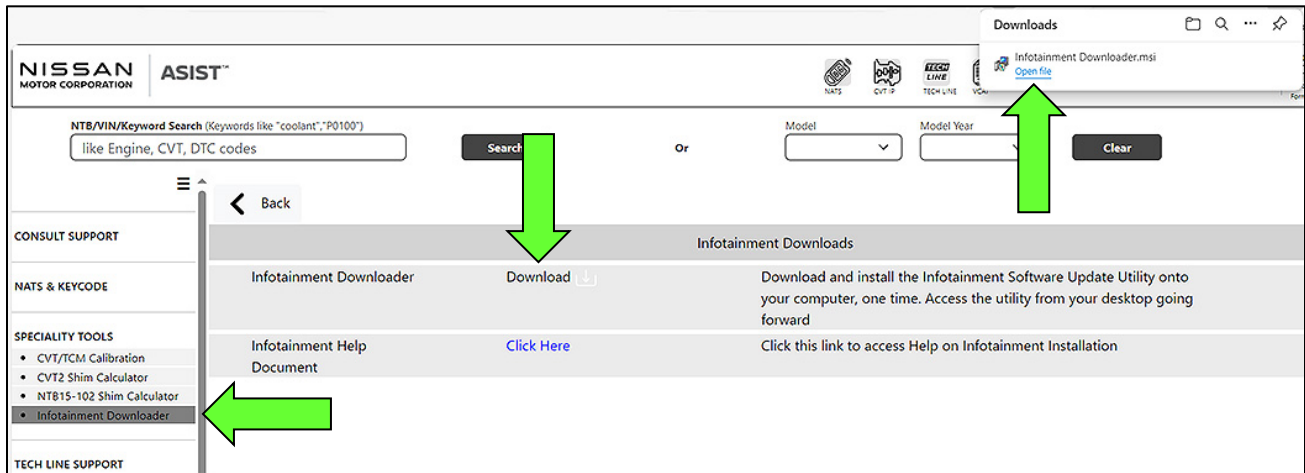 Downloads
Infotainment Downloader.msi
Open file
NISSAN
MOTOR CORPORATION
ASIST™
NATS
CVT IP
TECH LINE
TECH LINE
NTB/VIN/Keyword Search (Keywords like "coolant","P0100")
like Engine, CVT, DTC codes
Search
Or
Model
Model Year
Clear
Back
CONSULT SUPPORT
NATS & KEYCODE
SPECIALITY TOOLS
• CVT/TCM Calibration
• CVT2 Shim Calculator
• NTB15-102 Shim Calculator
• Infotainment Downloader
TECH LINE SUPPORT
Infotainment Downloads
Infotainment Downloader
Download
Download and install the Infotainment Software Update Utility onto
your computer, one time. Access the utility from your desktop going
forward
Infotainment Help
Document
Click Here
Click this link to access Help on Infotainment Installation